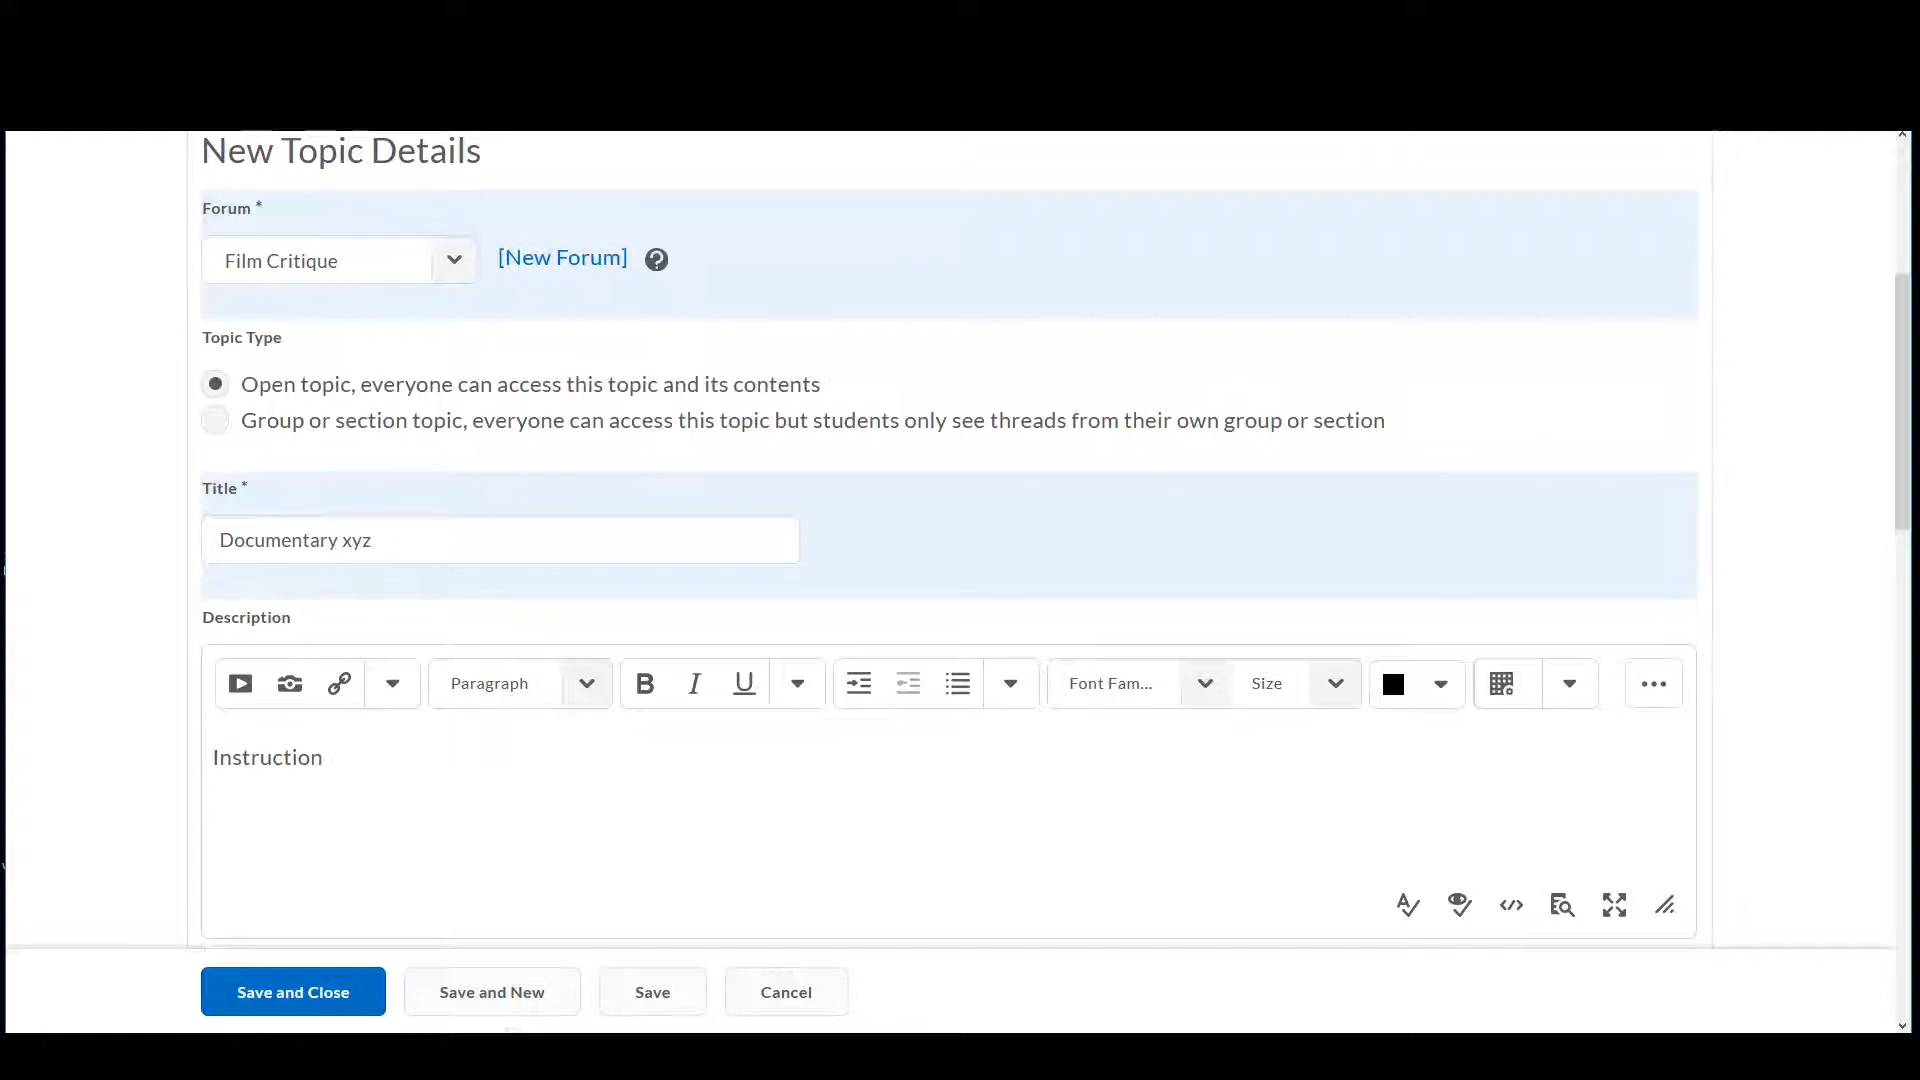 New Topic Details
Forum *
Film Critique
[New Forum]
Topic Type
Open topic, everyone can access this topic and its contents
Group or section topic, everyone can access this topic but students only see threads from their own group or section
Title *
Documentary xyz
Description
Paragraph B I U Font Fam... Size
Instruction
Save and Close Save and New Save Cancel